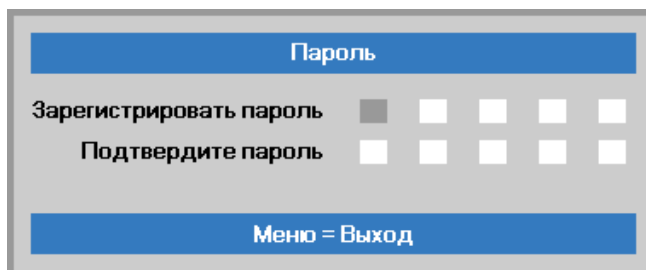 Пароль
Зарегистрировать пароль
Подтвердите пароль
Меню = Выход